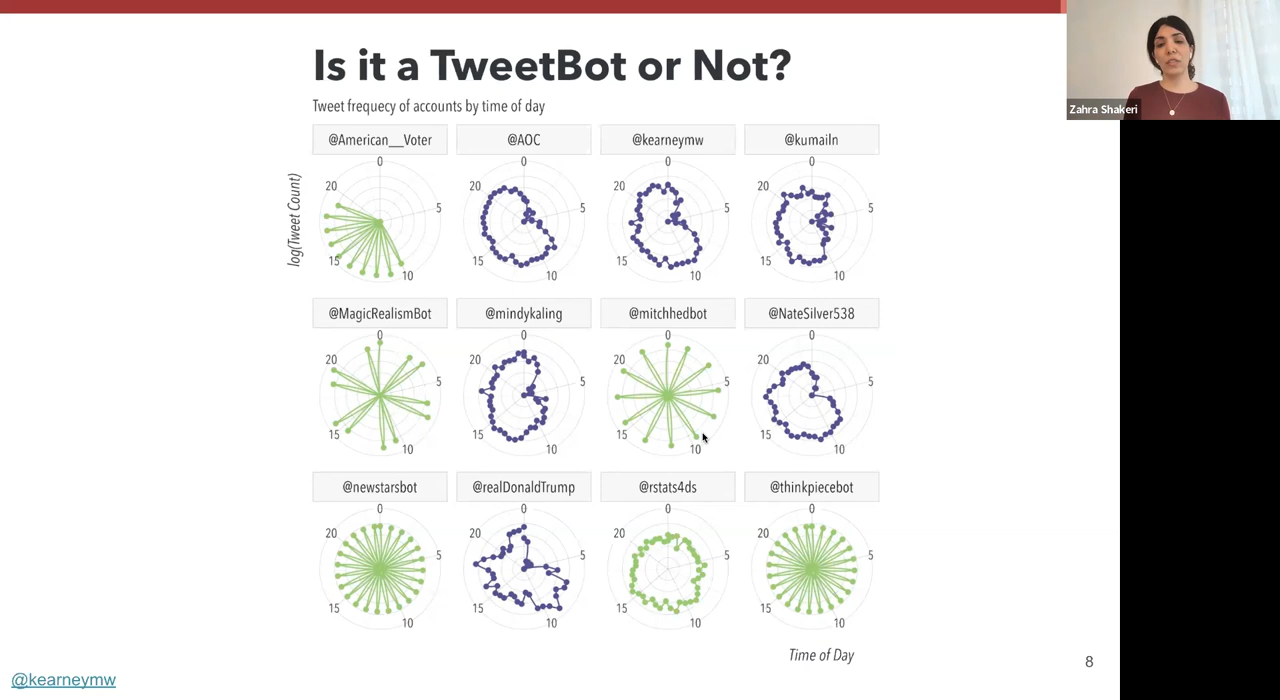 Zahra Shakeri
Is it a TweetBot or Not?
Tweet frequecy of accounts by time of day
@American__Voter @AOC @kearneymw @kumailn
0 0 0 0
20 20 20 20
5 5 5 5
log(Tweet Count)
15 15 15 15
10 10 10 10
@MagicRealismBot @mindykaling @mitchhedbot @NateSilver538
0 0 0 0
20 20 20 20
5 5 5 5
15 15 15 15
10 10 10 10
@newstarsbot @realDonaldTrump @rstats4ds @thinkpiecebot
0 0 0 0
20 20 20 20
5 5 5 5
15 15 15 15
10 10 10 10
Time of Day
8
@kearneymw